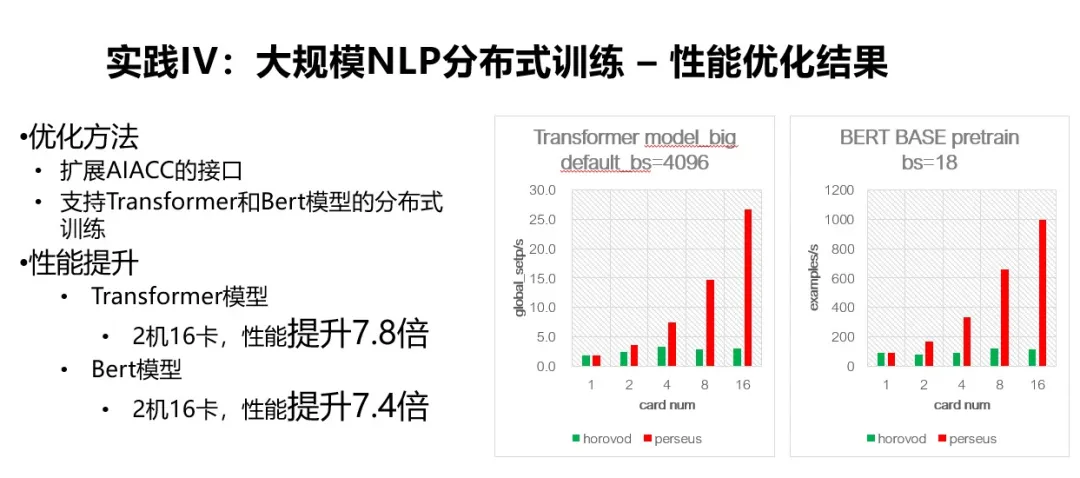 实践IV：大规模NLP分布式训练 – 性能优化结果
•优化方法
• 扩展AIACC的接口
• 支持Transformer和Bert模型的分布式
训练
•性能提升
• Transformer模型
• 2机16卡，性能提升7.8倍
• Bert模型
• 2机16卡，性能提升7.4倍
Transformer model_big
default_bs=4096
30.0
25.0
20.0
15.0
10.0
5.0
0.0
global_setp/s
1 2 4 8 16
card num
horovod perseus
BERT BASE pretrain
bs=18
1200
1000
800
600
400
200
0
examples/s
1 2 4 8 16
card num
horovod perseus